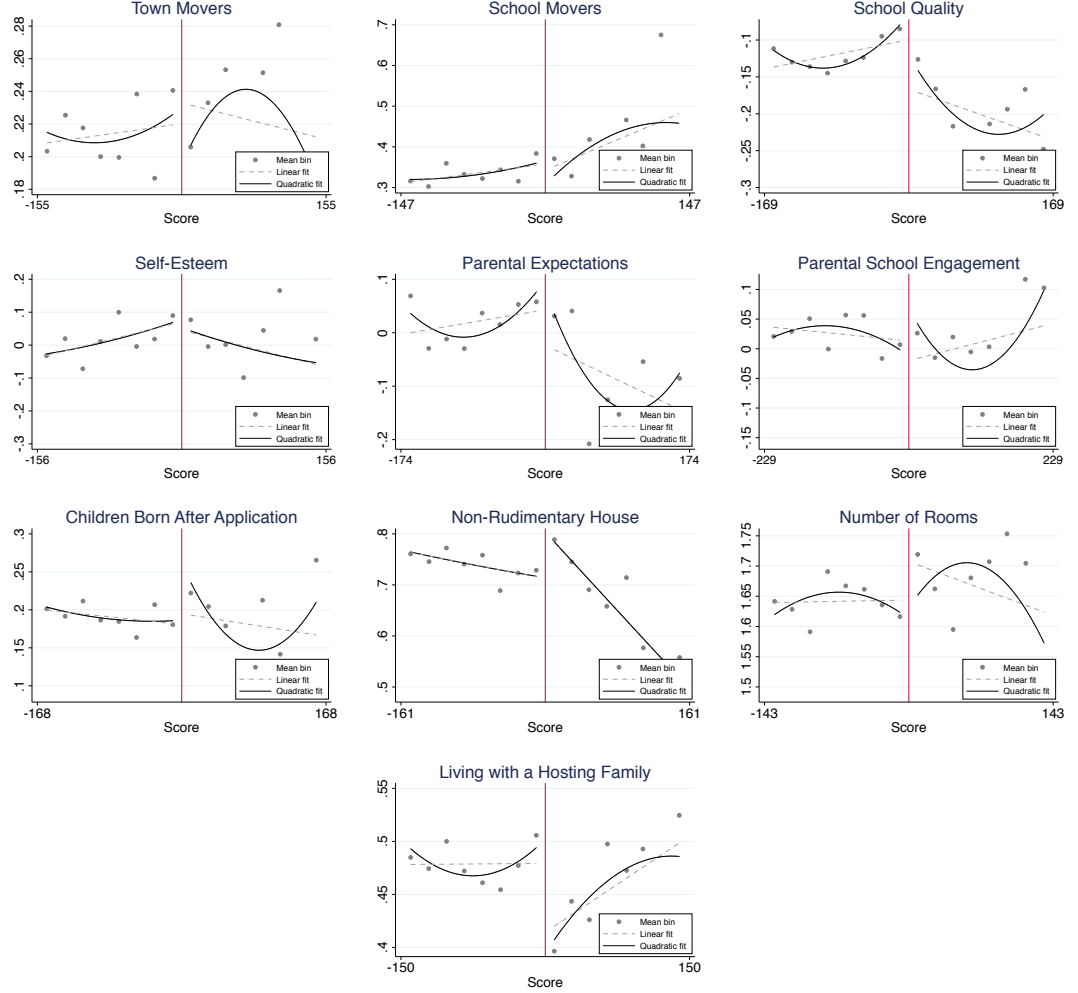 Town Movers
.28
.26
.24
.22
.2
.18
-155
155
Score
Mean bin
Linear fit
Quadratic fit
School Movers
.7
.6
.5
.4
.3
-147
147
Score
Mean bin
Linear fit
Quadratic fit
School Quality
-.1
-.15
-.2
-.25
-.3
-169
169
Score
Mean bin
Linear fit
Quadratic fit
Self-Esteem
.2
.1
0
-.1
-.2
-.3
-156
156
Score
Mean bin
Linear fit
Quadratic fit
Parental Expectations
.1
0
-.1
-.2
-174
174
Score
Mean bin
Linear fit
Quadratic fit
Parental School Engagement
.1
.05
0
-.05
-.1
-.15
-229
229
Score
Mean bin
Linear fit
Quadratic fit
Children Born After Application
.3
.25
.2
.15
.1
-168
168
Score
Mean bin
Linear fit
Quadratic fit
Non-Rudimentary House
.8
.7
.6
.5
-161
161
Score
Mean bin
Linear fit
Quadratic fit
Number of Rooms
1.75
1.7
1.65
1.6
1.55
1.5
-143
143
Score
Mean bin
Linear fit
Quadratic fit
Living with a Hosting Family
.55
.5
.45
.4
-150
150
Score
Mean bin
Linear fit
Quadratic fit